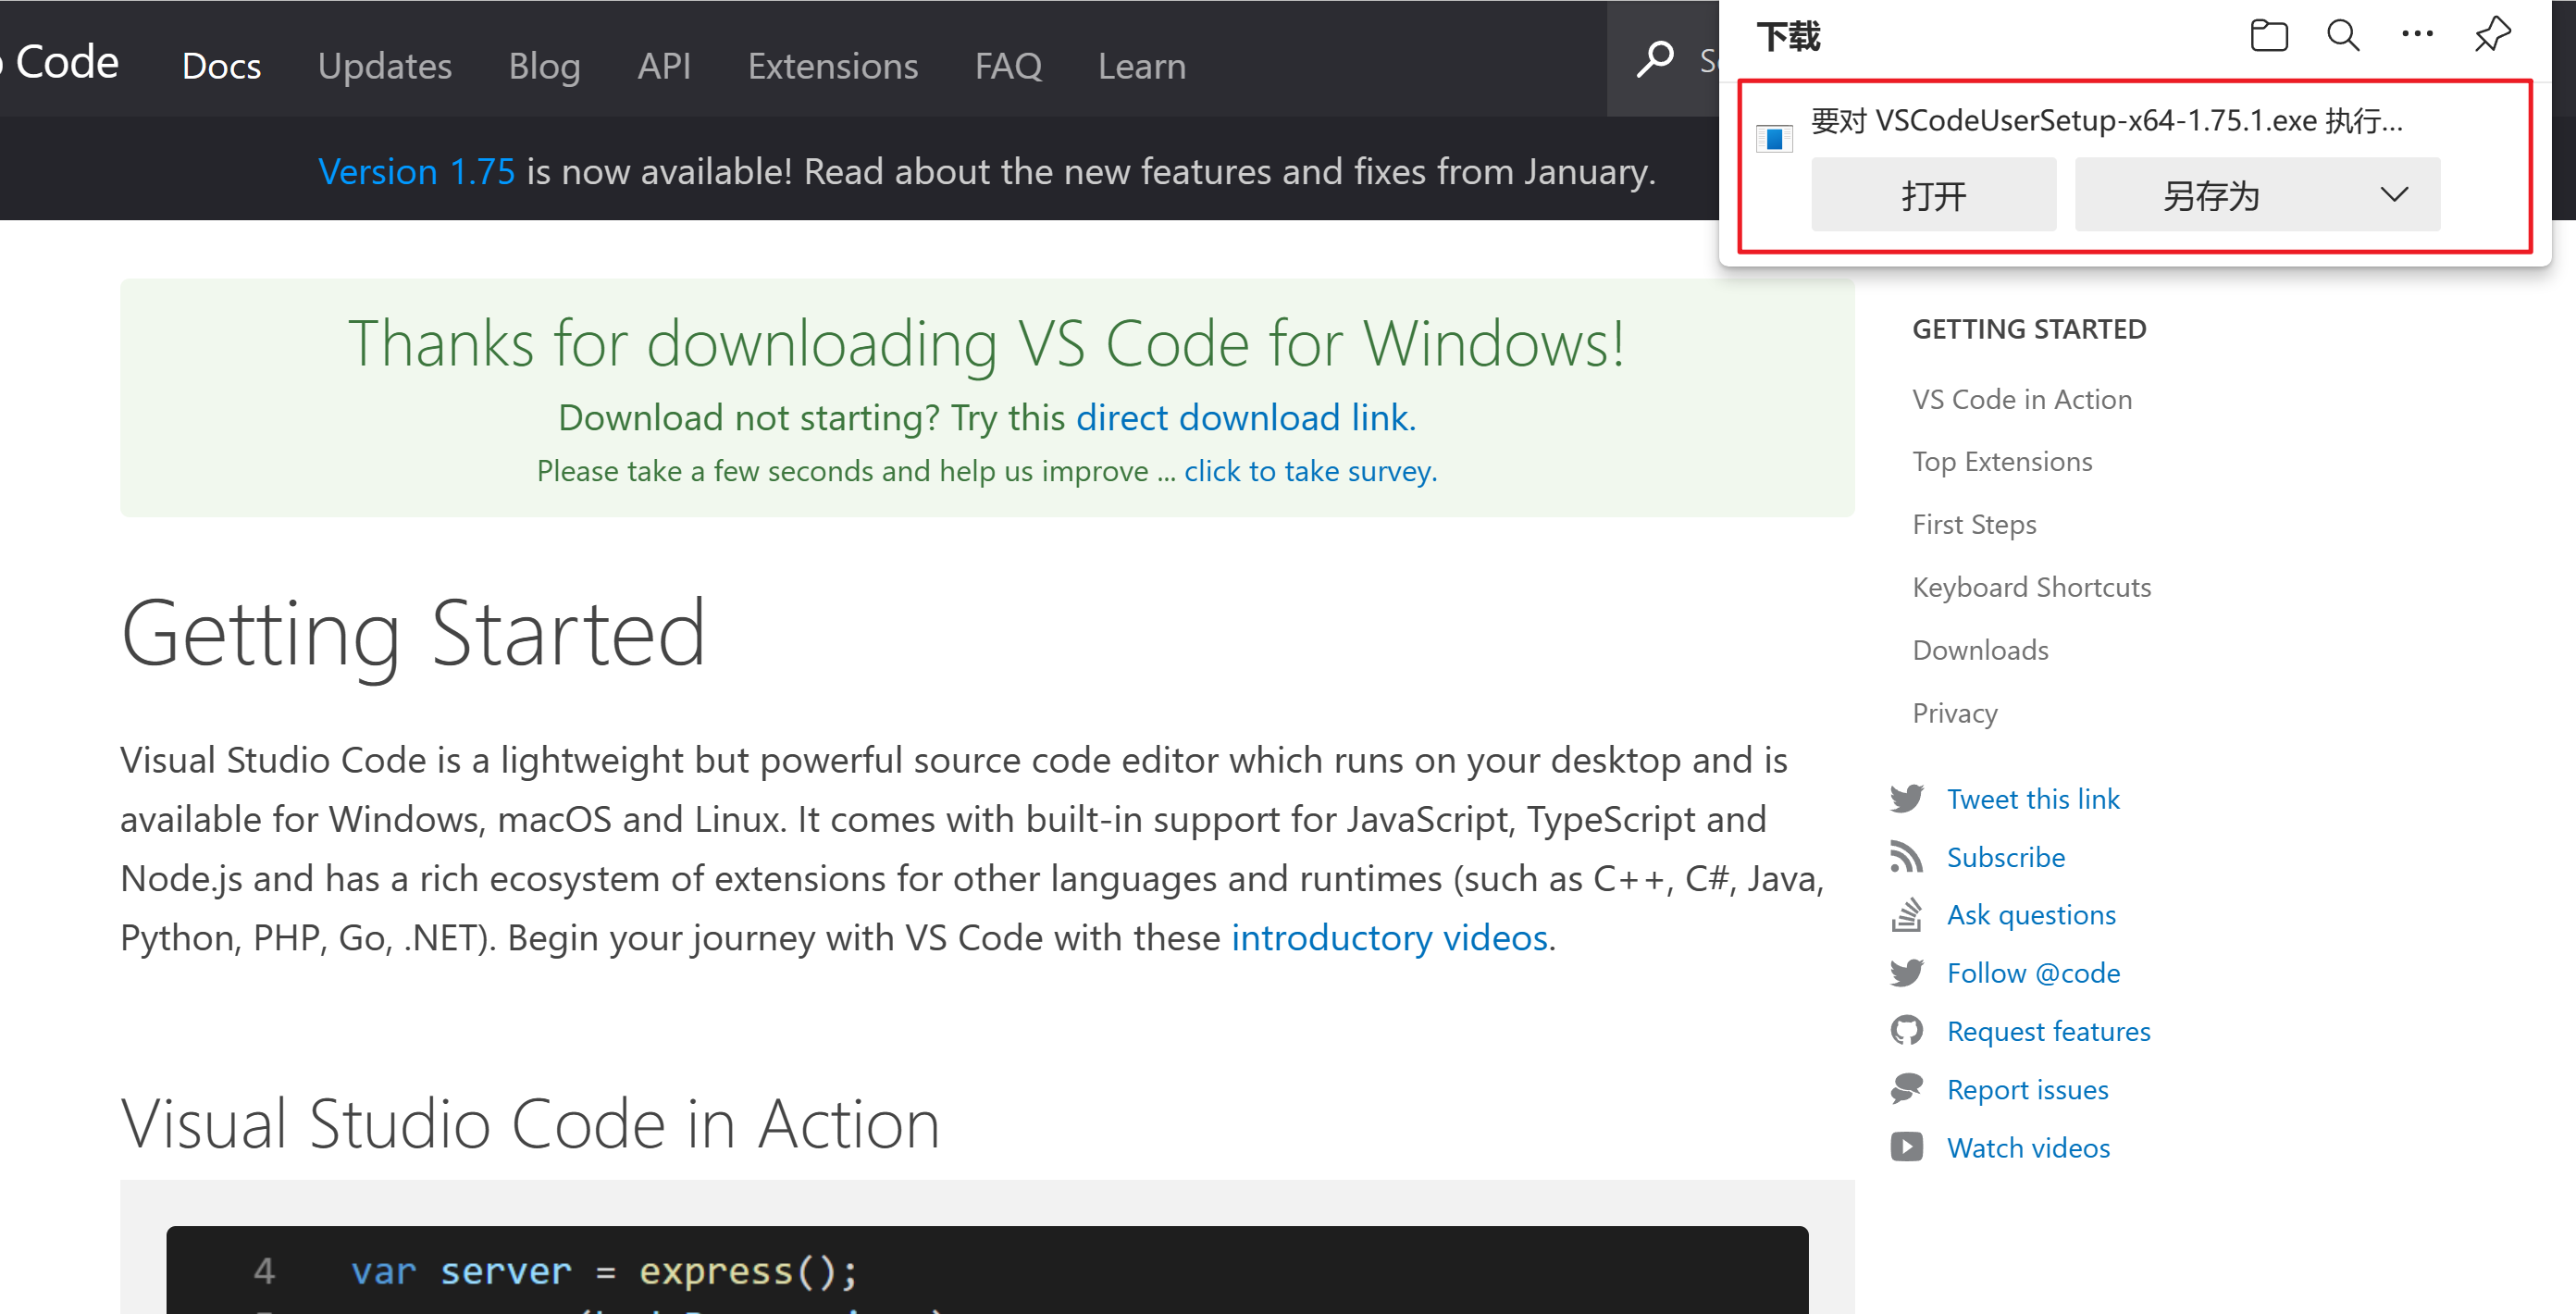 Code Docs Updates Blog API Extensions FAQ Learn
下载
Version 1.75 is now available! Read about the new features and fixes from January.
要对 VSCodeUserSetup-x64-1.75.1.exe 执行...
打开 另存为
Thanks for downloading VS Code for Windows!
Download not starting? Try this direct download link.
Please take a few seconds and help us improve ... click to take survey.
Getting Started
Visual Studio Code is a lightweight but powerful source code editor which runs on your desktop and is
available for Windows, macOS and Linux. It comes with built-in support for JavaScript, TypeScript and
Node.js and has a rich ecosystem of extensions for other languages and runtimes (such as C++, C#, Java,
Python, PHP, Go, .NET). Begin your journey with VS Code with these introductory videos.
Visual Studio Code in Action
4 var server = express();
GETTING STARTED
VS Code in Action
Top Extensions
First Steps
Keyboard Shortcuts
Downloads
Privacy
Tweet this link
Subscribe
Ask questions
Follow @code
Request features
Report issues
Watch videos